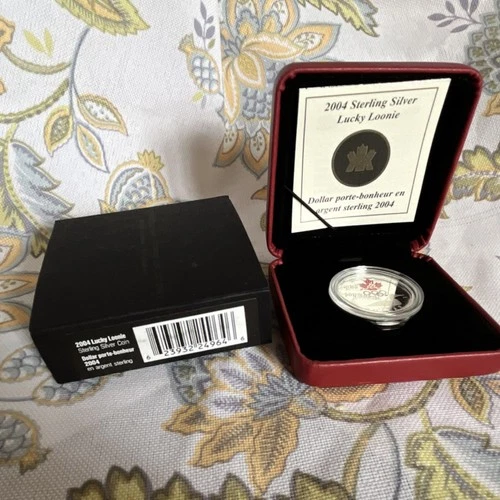 2004 Sterling Silver
Lucky Loonie
Dollar porte-bonheur en
argent sterling 2004
2004 Lucky Loonie
Sterling Silver Coin
Dollar porte-bonheur
2004
en argent sterling
6 23932 24964 6